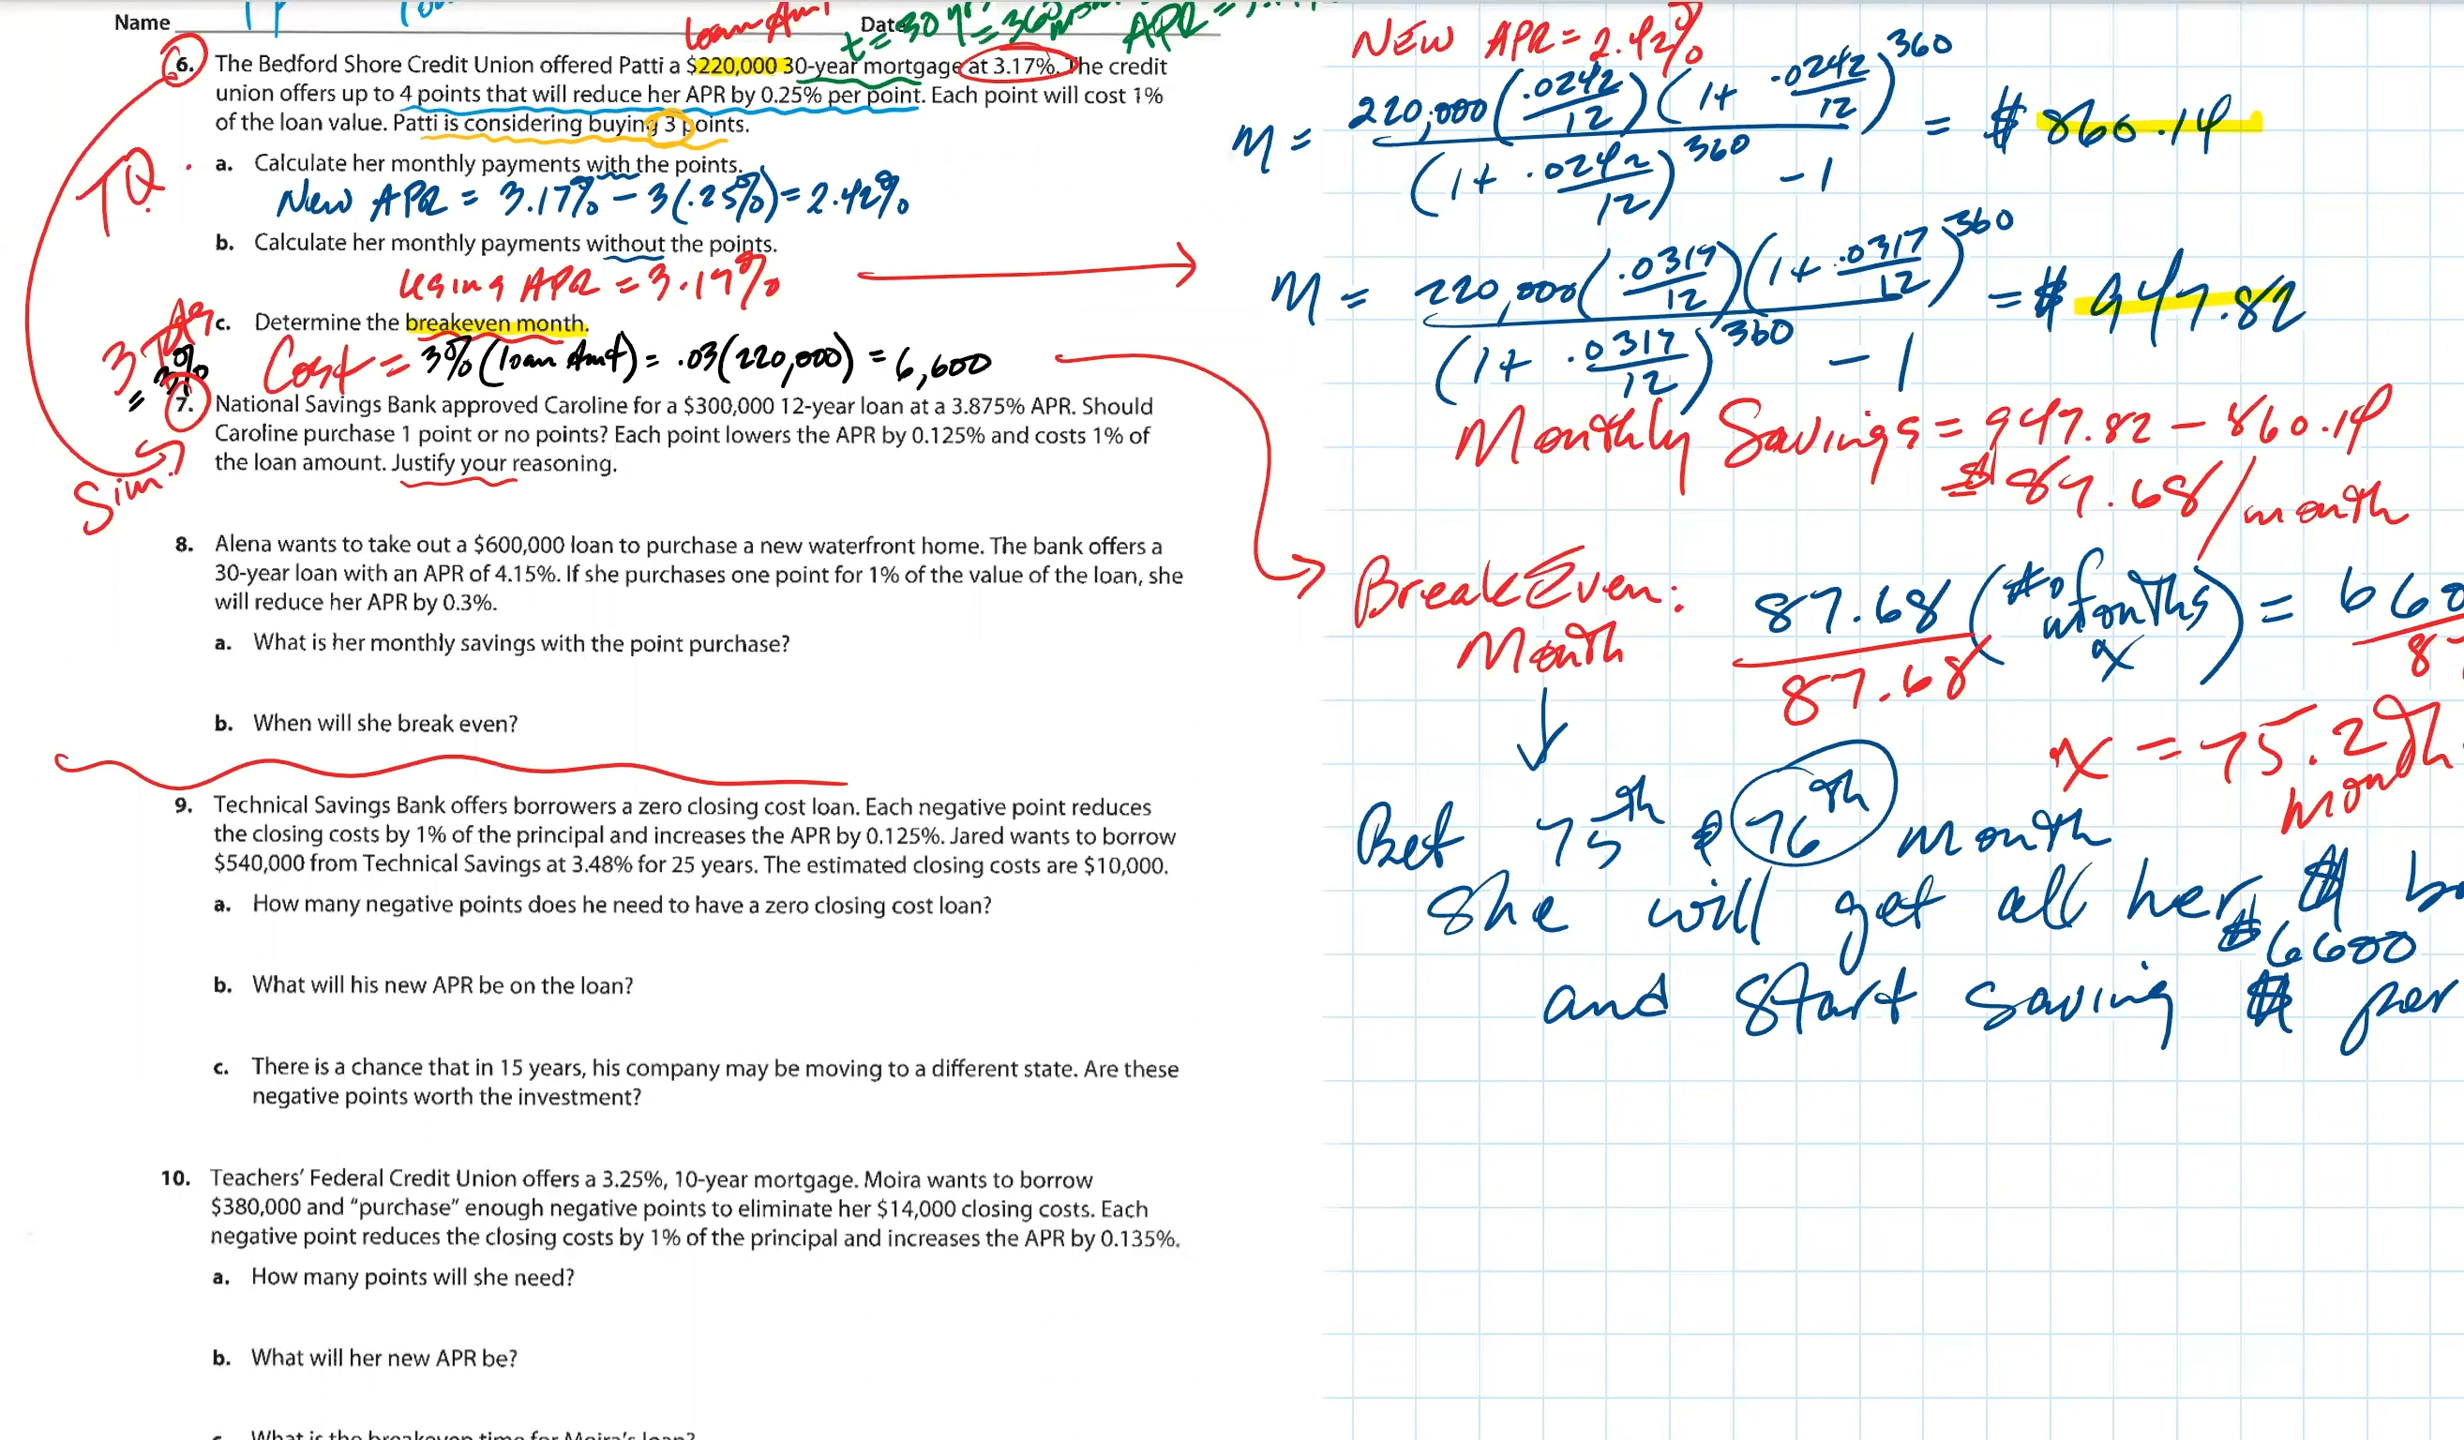 Name
Date
loan Amt
t = 30 yr = 360
APR =
6. The Bedford Shore Credit Union offered Patti a $220,000 30-year mortgage at 3.17%. The credit
union offers up to 4 points that will reduce her APR by 0.25% per point. Each point will cost 1%
of the loan value. Patti is considering buying 3 points.
TQ
a. Calculate her monthly payments with the points.
New APR = 3.17% - 3(.25%) = 2.42%
b. Calculate her monthly payments without the points.
Using APR = 3.17%
c. Determine the breakeven month.
3
= 3%
Cost = 3% (loan Amt) = .03(220,000) = 6,600
7. National Savings Bank approved Caroline for a $300,000 12-year loan at a 3.875% APR. Should
Caroline purchase 1 point or no points? Each point lowers the APR by 0.125% and costs 1% of
the loan amount. Justify your reasoning.
Sim.
8. Alena wants to take out a $600,000 loan to purchase a new waterfront home. The bank offers a
30-year loan with an APR of 4.15%. If she purchases one point for 1% of the value of the loan, she
will reduce her APR by 0.3%.
a. What is her monthly savings with the point purchase?
b. When will she break even?
9. Technical Savings Bank offers borrowers a zero closing cost loan. Each negative point reduces
the closing costs by 1% of the principal and increases the APR by 0.125%. Jared wants to borrow
$540,000 from Technical Savings at 3.48% for 25 years. The estimated closing costs are $10,000.
a. How many negative points does he need to have a zero closing cost loan?
b. What will his new APR be on the loan?
c. There is a chance that in 15 years, his company may be moving to a different state. Are these
negative points worth the investment?
10. Teachers' Federal Credit Union offers a 3.25%, 10-year mortgage. Moira wants to borrow
$380,000 and "purchase" enough negative points to eliminate her $14,000 closing costs. Each
negative point reduces the closing costs by 1% of the principal and increases the APR by 0.135%.
a. How many points will she need?
b. What will her new APR be?
c. What is the breakeven time for Moira's loan?
NEW APR = 2.42%
M = 220,000(.0242/12)(1 + .0242/12)^360 / (1 + .0242/12)^360 - 1 = $860.14
M = 220,000(.0317/12)(1 + .0317/12)^360 / (1 + .0317/12)^360 - 1 = $947.82
Monthly Savings = 947.82 - 860.14
= $87.68/month
Break Even: 87.68 (# of months) =
Month 87.68 x
x = 75.2
Bet 75th & 76th month
she will get all her $
$6600
and start saving $ per